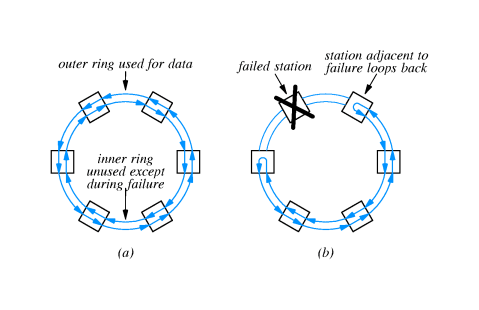 outer ring used for data
failed station
station adjacent to
failure loops back
inner ring
unused except
during failure
(a)
(b)